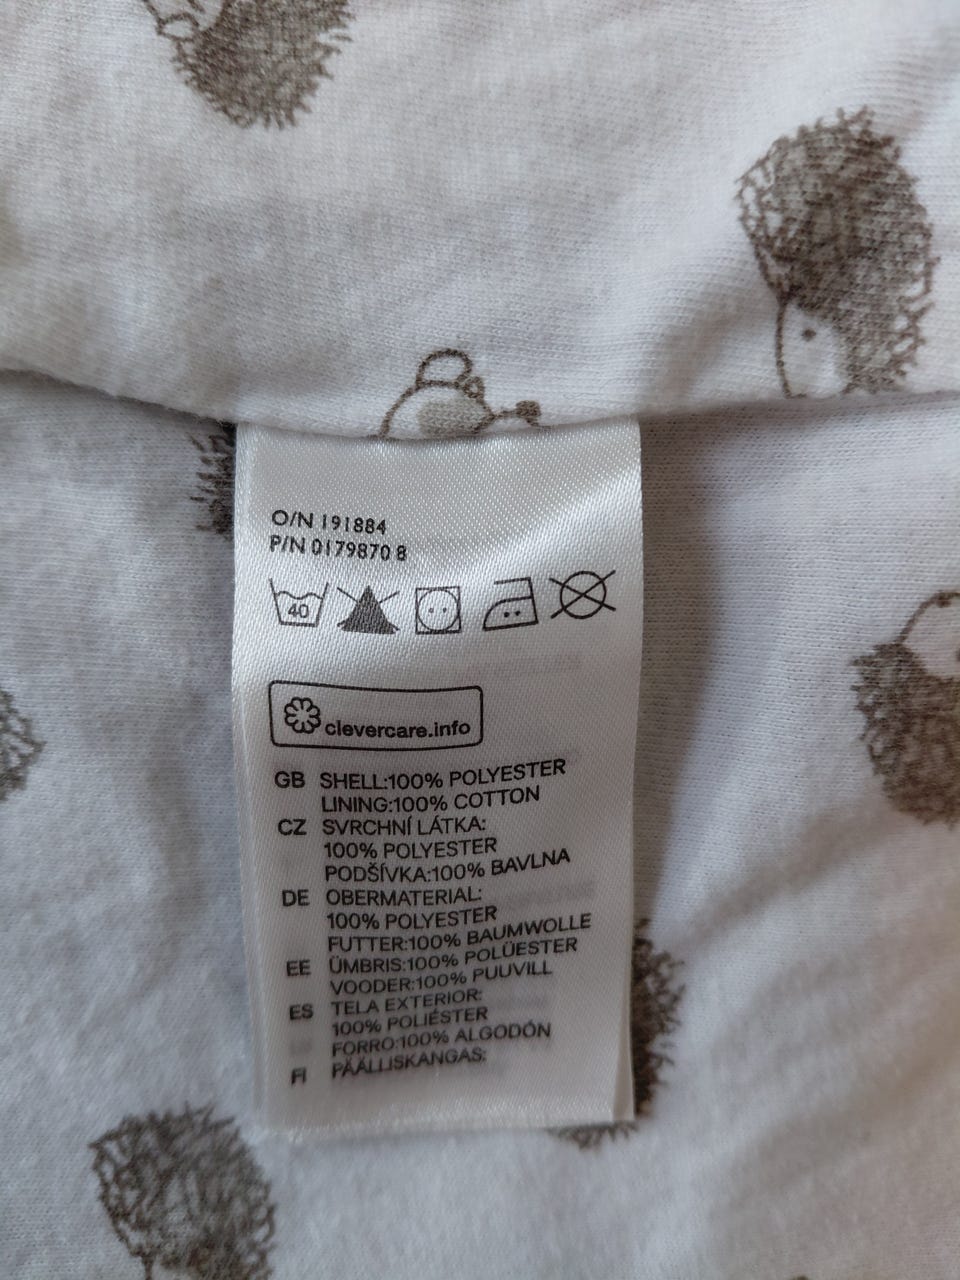 O/N 191884
P/N 0179870 8
40
clevercare.info
GB SHELL:100% POLYESTER
LINING:100% COTTON
CZ SVRCHNÍ LÁTKA:
100% POLYESTER
PODŠÍVKA:100% BAVLNA
DE OBERMATERIAL:
100% POLYESTER
FUTTER:100% BAUMWOLLE
EE ÜMBRIS:100% POLÜESTER
VOODER:100% PUUVILL
ES TELA EXTERIOR:
100% POLIÉSTER
FORRO:100% ALGODÓN
FI PÄÄLLISKANGAS: